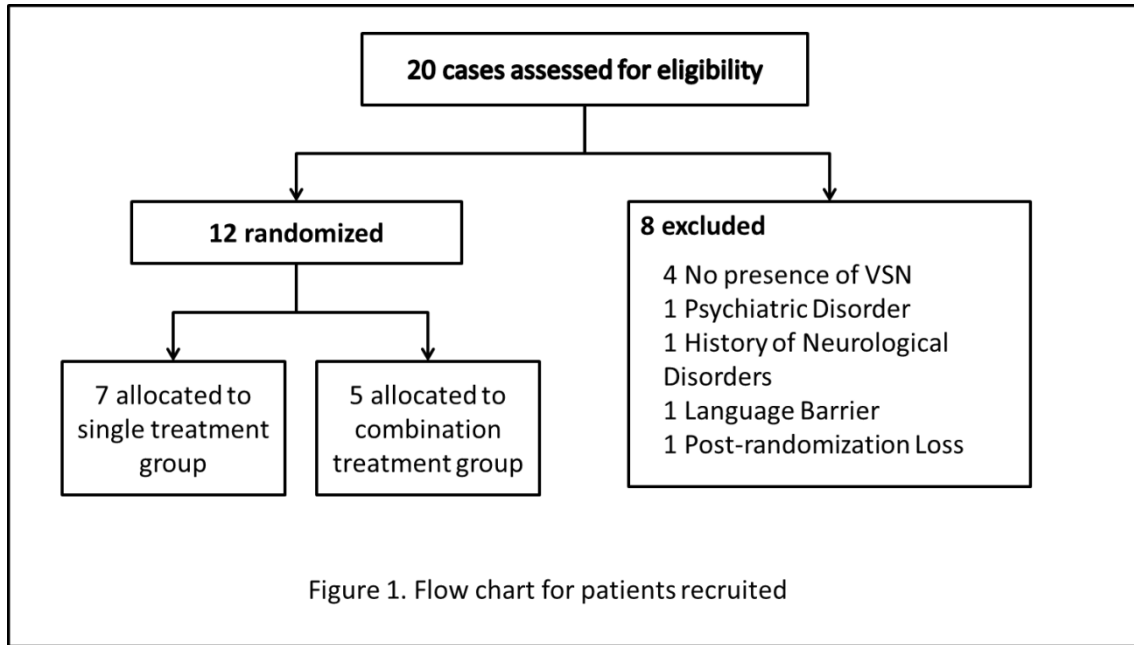 20 cases assessed for eligibility
12 randomized
7 allocated to
single treatment
group
5 allocated to
combination
treatment group
8 excluded
4 No presence of VSN
1 Psychiatric Disorder
1 History of Neurological
Disorders
1 Language Barrier
1 Post-randomization Loss
Figure 1. Flow chart for patients recruited